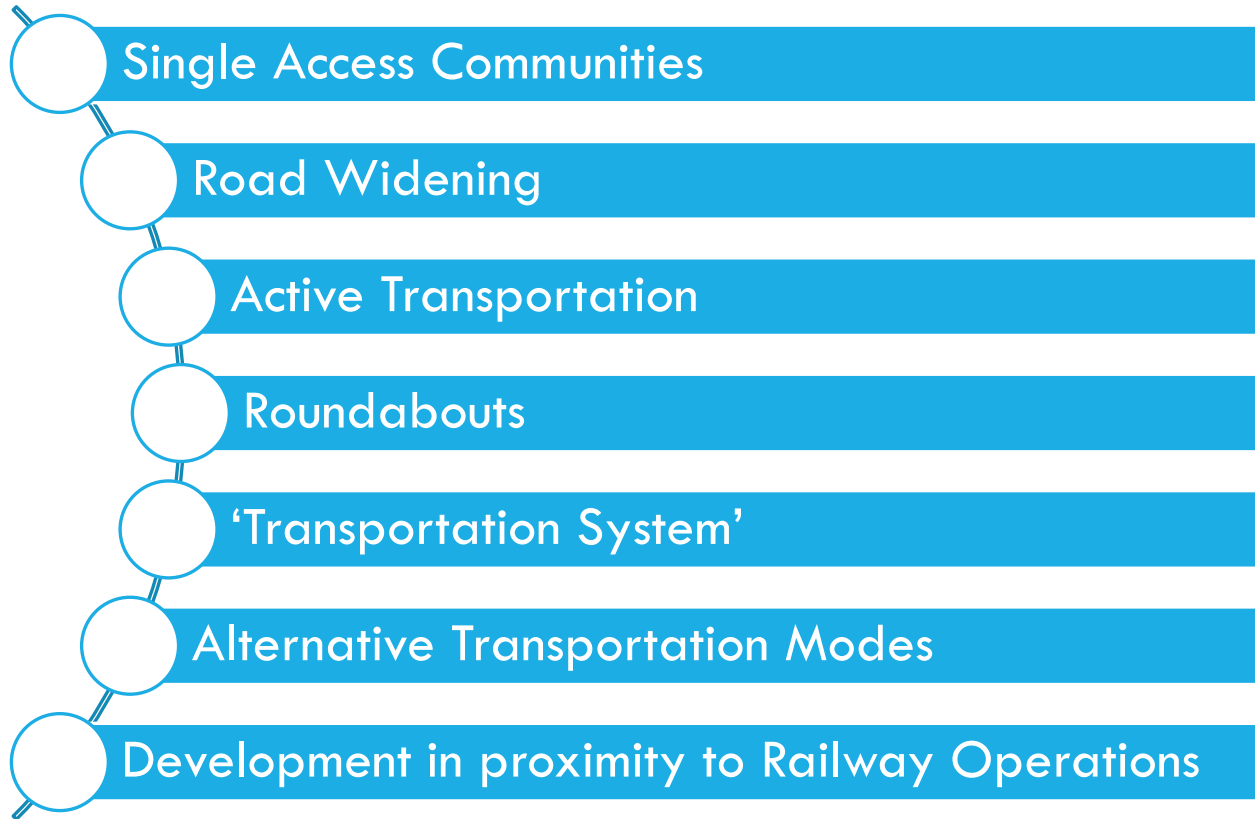 Single Access Communities
Road Widening
Active Transportation
Roundabouts
‘Transportation System’
Alternative Transportation Modes
Development in proximity to Railway Operations